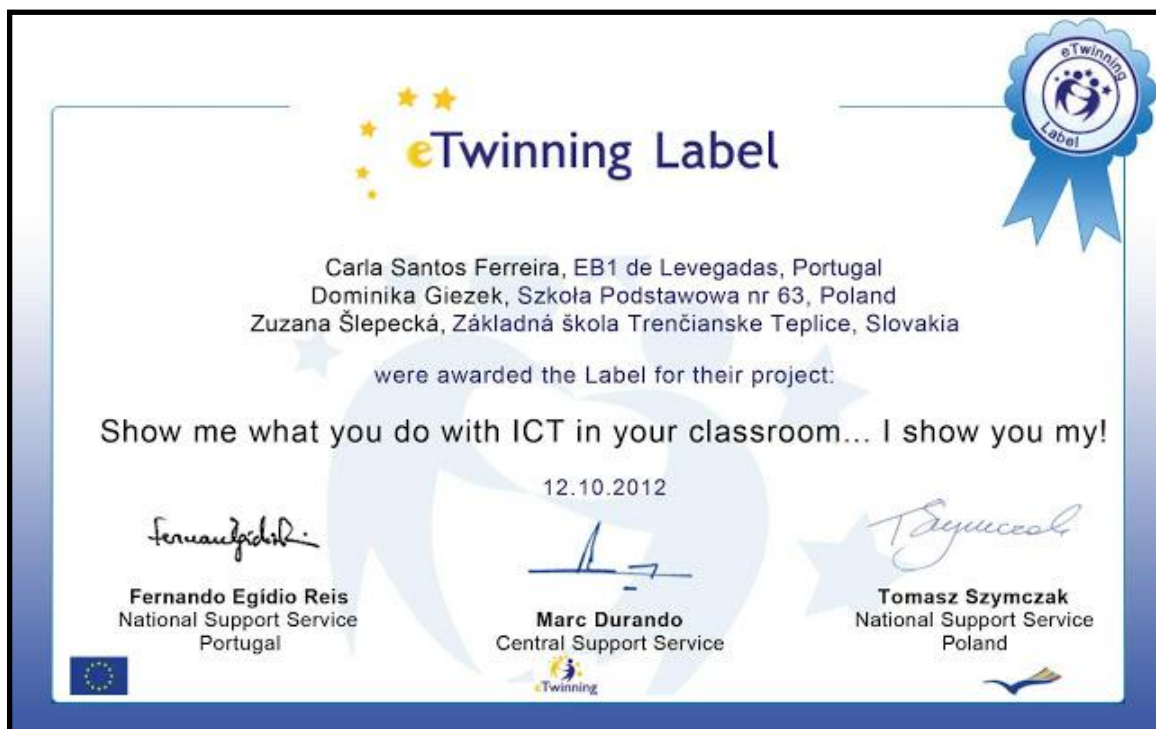 eTwinning
Label
eTwinning Label
Carla Santos Ferreira, EB1 de Levegadas, Portugal
Dominika Giezek, Szkoła Podstawowa nr 63, Poland
Zuzana Šlepecká, Základná škola Trenčianske Teplice, Slovakia
were awarded the Label for their project:
Show me what you do with ICT in your classroom... I show you my!
12.10.2012
Fernando Egídio Reis
National Support Service
Portugal
Marc Durando
Central Support Service
Tomasz Szymczak
National Support Service
Poland
eTwinning